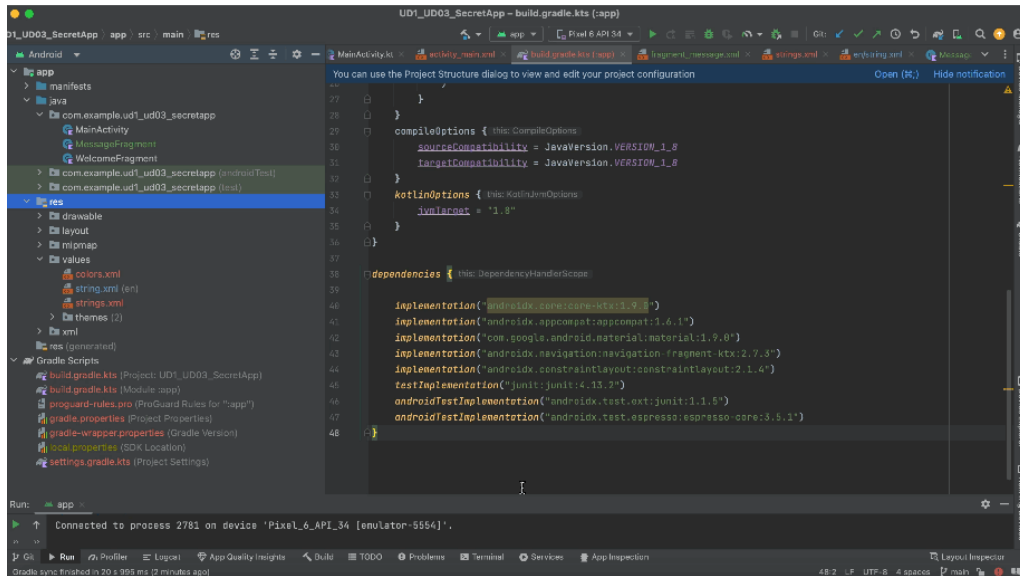 UD1_UD03_SecretApp – build.gradle.kts (:app)
D1_UD03_SecretApp › app › src › main › res
app
Pixel 6 API 34
Git:
Android
MainActivity.kt
activity_main.xml
build.gradle.kts (:app)
fragment_message.xml
strings.xml
en/string.xml
Messag
You can use the Project Structure dialog to view and edit your project configuration
Open (⌘;)
Hide notification
app
manifests
java
com.example.ud1_ud03_secretapp
MainActivity
MessageFragment
WelcomeFragment
com.example.ud1_ud03_secretapp (androidTest)
com.example.ud1_ud03_secretapp (test)
res
drawable
layout
mipmap
values
colors.xml
string.xml (en)
strings.xml
themes (2)
xml
res (generated)
Gradle Scripts
build.gradle.kts (Project: UD1_UD03_SecretApp)
build.gradle.kts (Module :app)
proguard-rules.pro (ProGuard Rules for ":app")
gradle.properties (Project Properties)
gradle-wrapper.properties (Gradle Version)
local.properties (SDK Location)
settings.gradle.kts (Project Settings)
27 }
28 }
29 compileOptions { this: CompileOptions
30 sourceCompatibility = JavaVersion.VERSION_1_8
31 targetCompatibility = JavaVersion.VERSION_1_8
32 }
33 kotlinOptions { this: KotlinJvmOptions
34 jvmTarget = "1.8"
35 }
36 }
37
38 dependencies { this: DependencyHandlerScope
39
40 implementation("androidx.core:core-ktx:1.9.0")
41 implementation("androidx.appcompat:appcompat:1.6.1")
42 implementation("com.google.android.material:material:1.9.0")
43 implementation("androidx.navigation:navigation-fragment-ktx:2.7.3")
44 implementation("androidx.constraintlayout:constraintlayout:2.1.4")
45 testImplementation("junit:junit:4.13.2")
46 androidTestImplementation("androidx.test.ext:junit:1.1.5")
47 androidTestImplementation("androidx.test.espresso:espresso-core:3.5.1")
48 }
Run: app
Connected to process 2781 on device 'Pixel_6_API_34 [emulator-5554]'.
Git
Run
Profiler
Logcat
App Quality Insights
Build
TODO
Problems
Terminal
Services
App Inspection
Layout Inspector
Gradle sync finished in 20 s 995 ms (2 minutes ago)
48:2 LF UTF-8 4 spaces main